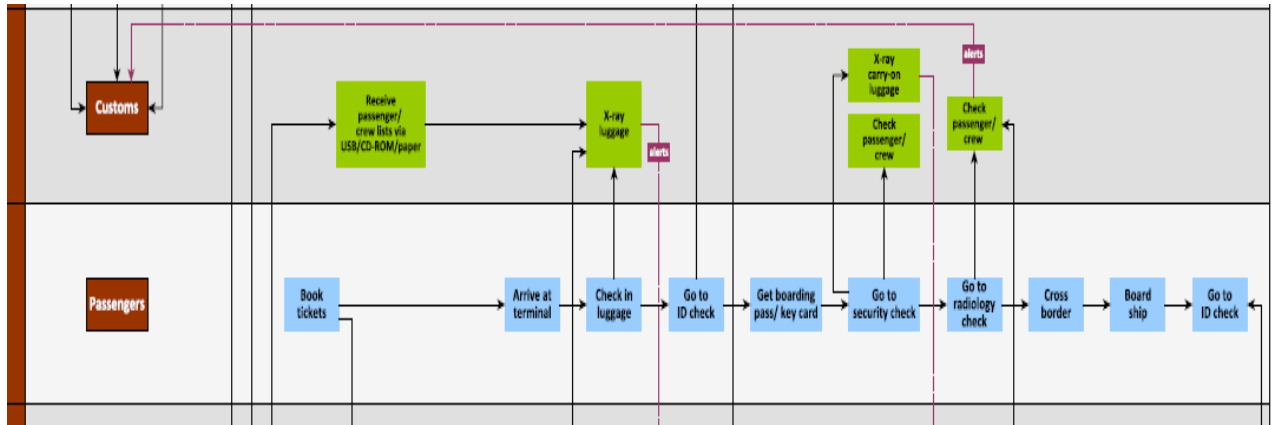 alerts
X-ray
carry-on
luggage
Customs
Receive
passenger/
crew lists via
USB/CD-ROM/paper
X-ray
luggage
alerts
Check
passenger/
crew
Check
passenger/
crew
Passengers
Book
tickets
Arrive at
terminal
Check in
luggage
Go to
ID check
Get boarding
pass/ key card
Go to
security check
Go to
radiology
check
Cross
border
Board
ship
Go to
ID check